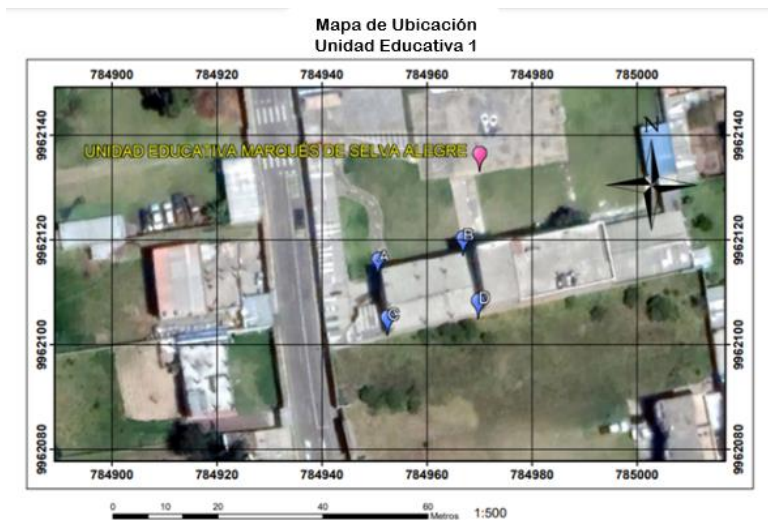 Mapa de Ubicación
Unidad Educativa 1
784900 784920 784940 784960 784980 785000
9962140 9962140
N
UNIDAD EDUCATIVA MARQUÉS DE SELVA ALEGRE
9962120 9962120
B
A
D
C
9962100 9962100
9962080 9962080
784900 784920 784940 784960 784980 785000
0 10 20 40 60
Metros 1:500